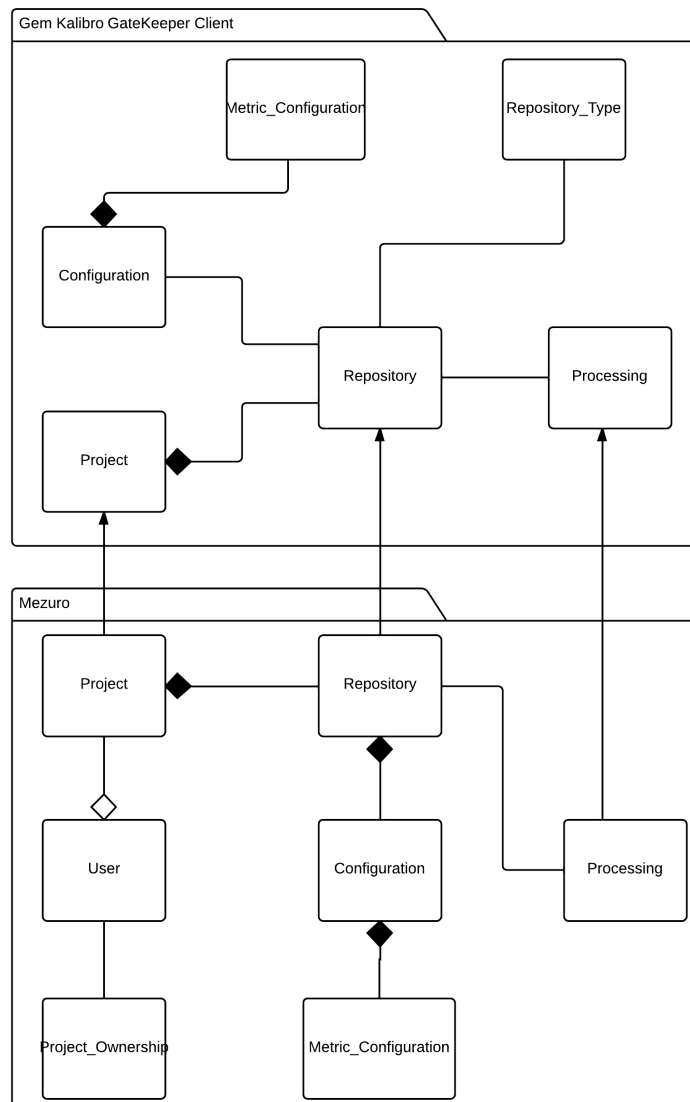 Gem Kalibro GateKeeper Client
Metric_Configuration
Repository_Type
Configuration
Repository
Processing
Project
Mezuro
Project
Repository
User
Configuration
Processing
Project_Ownership
Metric_Configuration